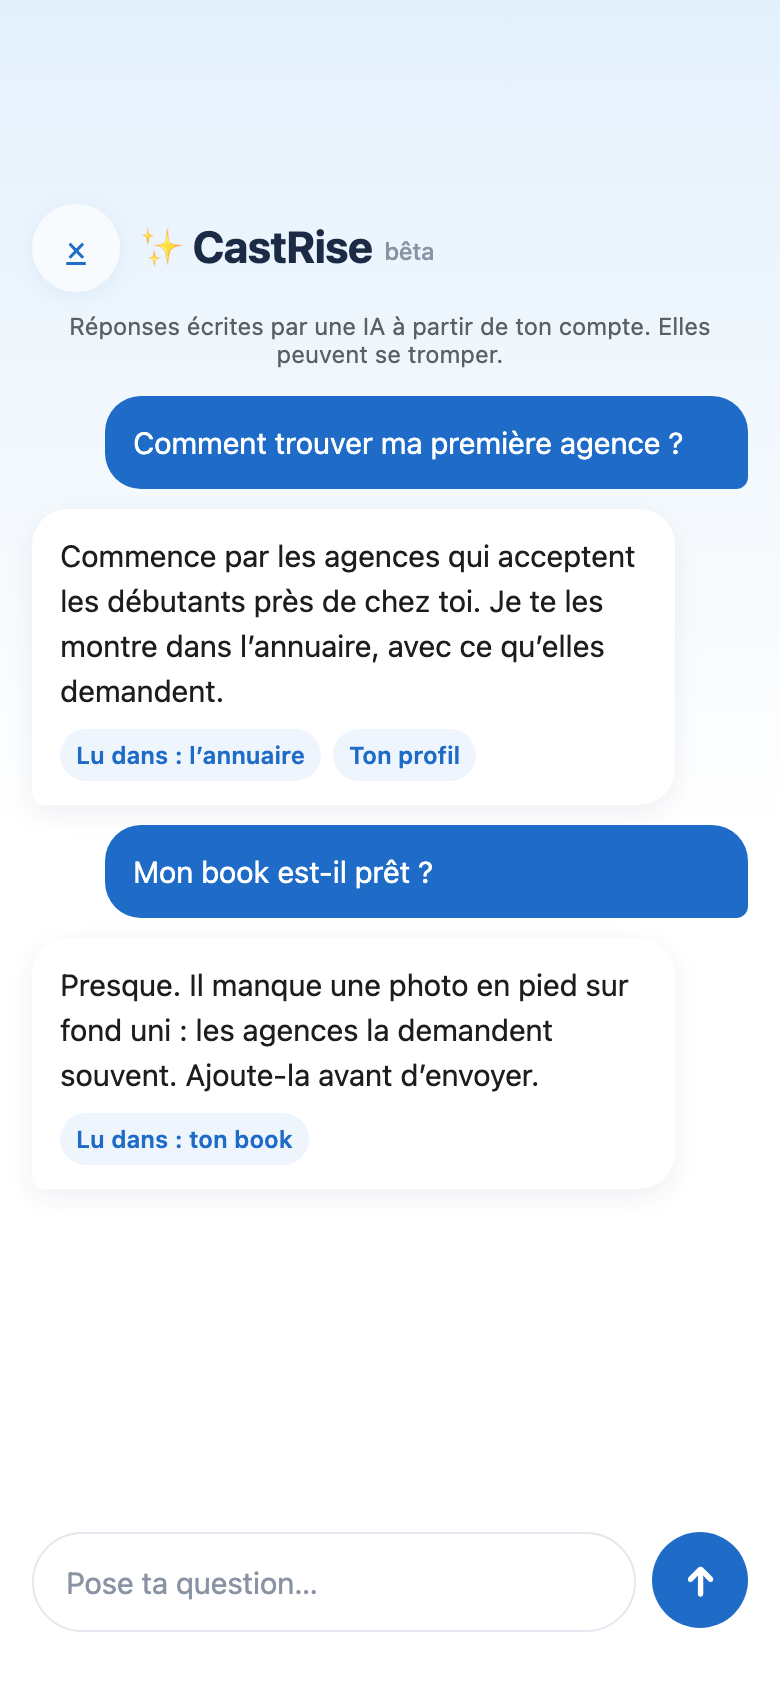 × ✨ CastRise bêta
Réponses écrites par une IA à partir de ton compte. Elles
peuvent se tromper.
Comment trouver ma première agence ?
Commence par les agences qui acceptent
les débutants près de chez toi. Je te les
montre dans l’annuaire, avec ce qu’elles
demandent.
Lu dans : l’annuaire Ton profil
Mon book est-il prêt ?
Presque. Il manque une photo en pied sur
fond uni : les agences la demandent
souvent. Ajoute-la avant d’envoyer.
Lu dans : ton book
Pose ta question...